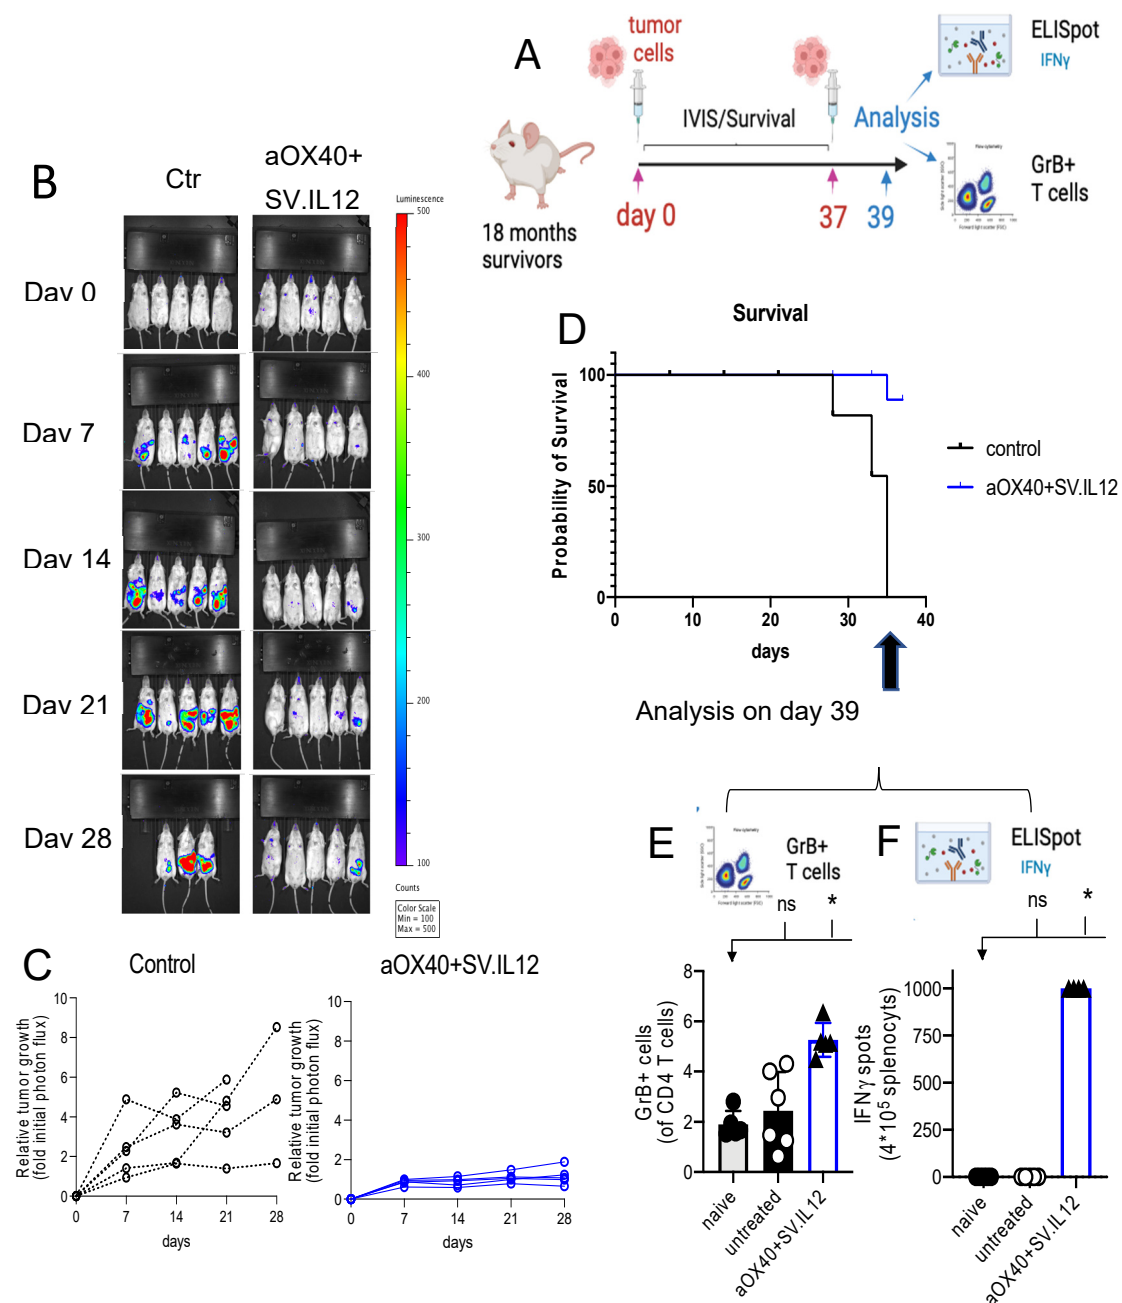 A
tumor
cells
IVIS/Survival
Analysis
ELISpot
IFNγ
GrB+
T cells
18 months
survivors
day 0
37
39
B
Ctr
aOX40+
SV.IL12
Day 0
Day 7
Day 14
Day 21
Day 28
Luminescence
500
400
300
200
100
Counts
Color Scale
Min = 100
Max = 500
C
Control
Relative tumor growth
(fold initial photon flux)
10
8
6
4
2
0
0 7 14 21 28
days
aOX40+SV.IL12
Relative tumor growth
(fold initial photon flux)
10
8
6
4
2
0
0 7 14 21 28
days
D
Survival
Probability of Survival
100
50
0
0 10 20 30 40
days
control
aOX40+SV.IL12
Analysis on day 39
E
GrB+
T cells
ns *
GrB+ cells
(of CD4 T cells)
8
6
4
2
0
naive
untreated
aOX40+SV.IL12
F
ELISpot
IFNγ
ns *
IFNγ spots
(4*10⁵ splenocyts)
1000
750
500
250
0
naive
untreated
aOX40+SV.IL12